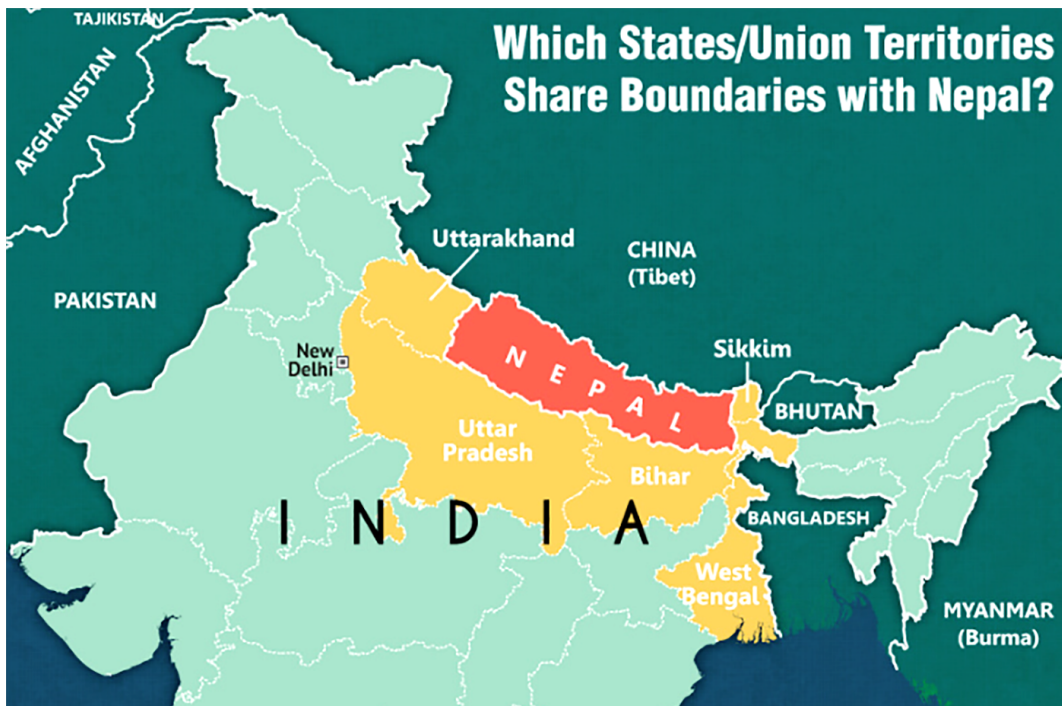 TAJIKISTAN
Which States/Union Territories
Share Boundaries with Nepal?
AFGHANISTAN
Uttarakhand
CHINA
(Tibet)
PAKISTAN
New
Delhi
NEPAL
Sikkim
BHUTAN
Uttar
Pradesh
Bihar
INDIA
BANGLADESH
West
Bengal
MYANMAR
(Burma)